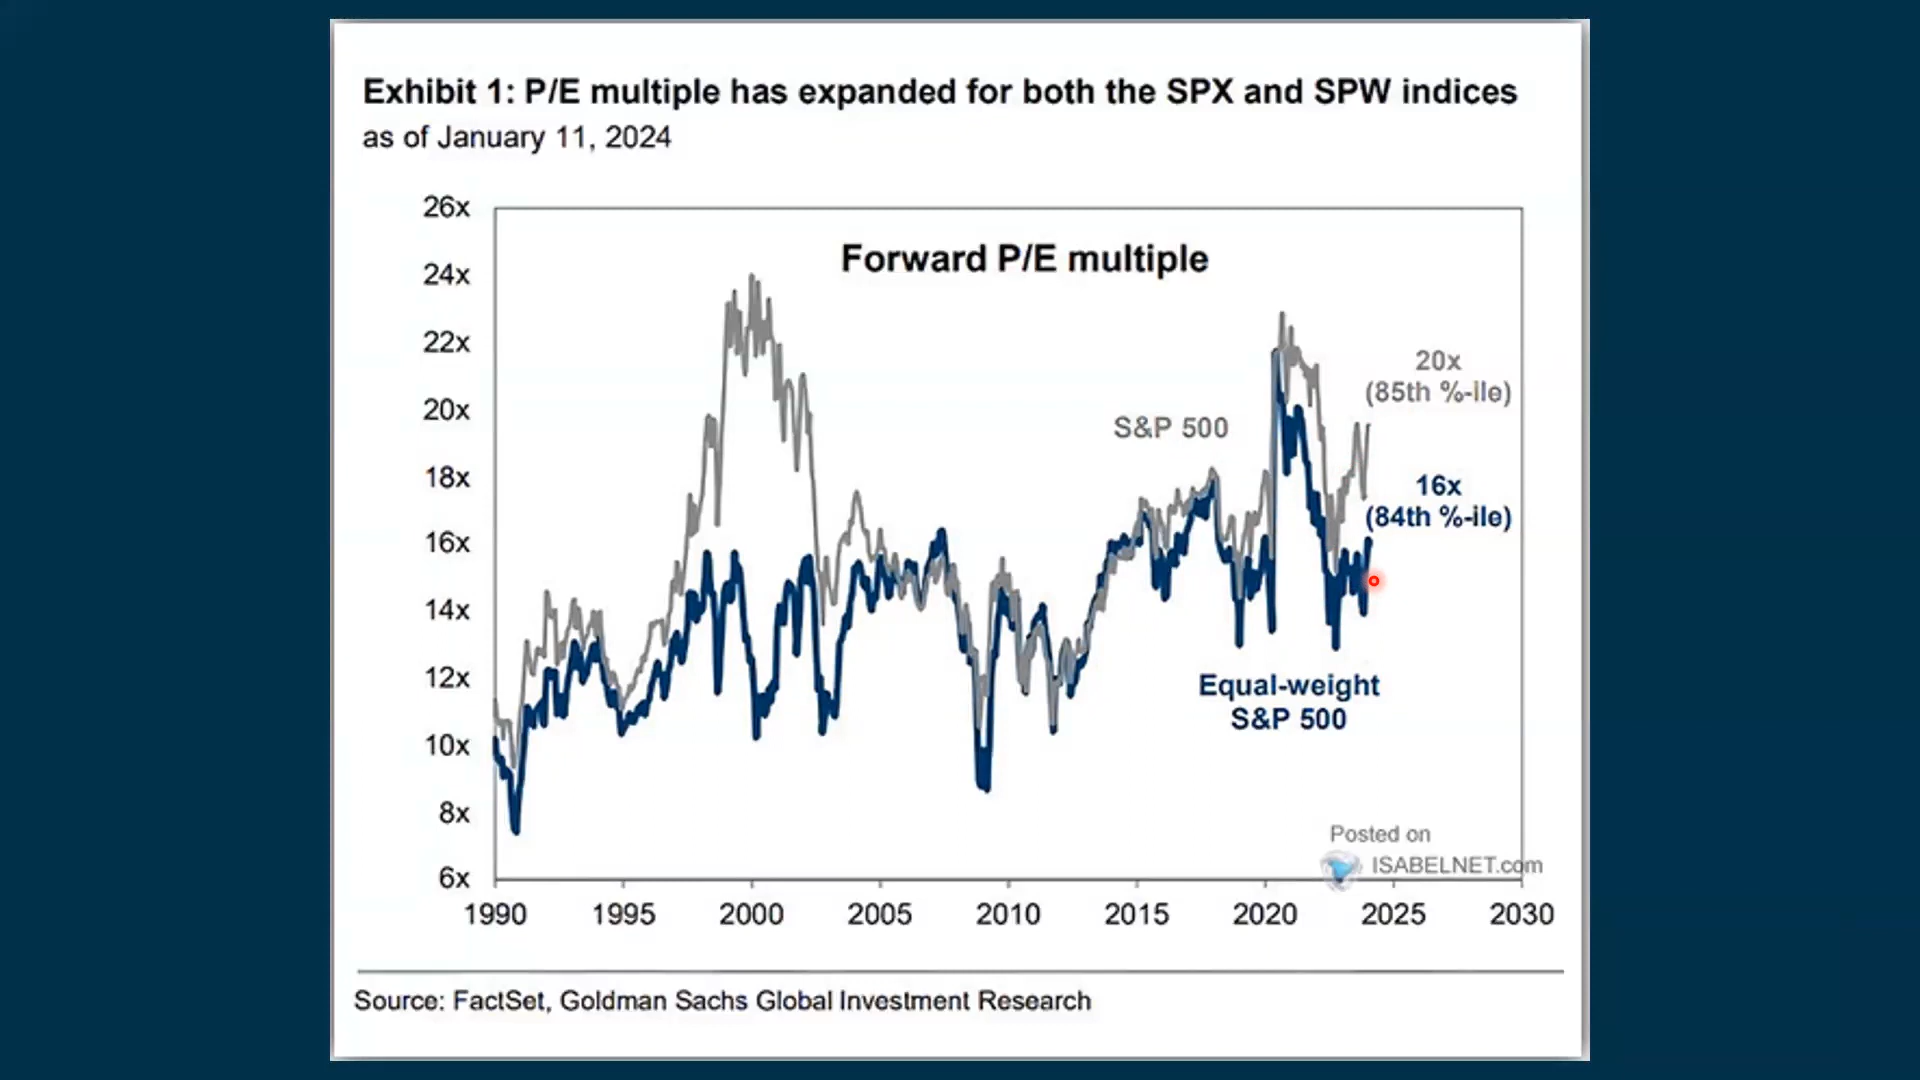 Exhibit 1: P/E multiple has expanded for both the SPX and SPW indices
as of January 11, 2024
Forward P/E multiple
26x
24x
22x
20x
18x
16x
14x
12x
10x
8x
6x
S&P 500
20x
(85th %-ile)
16x
(84th %-ile)
Equal-weight
S&P 500
Posted on
ISABELNET.com
1990
1995
2000
2005
2010
2015
2020
2025
2030
Source: FactSet, Goldman Sachs Global Investment Research